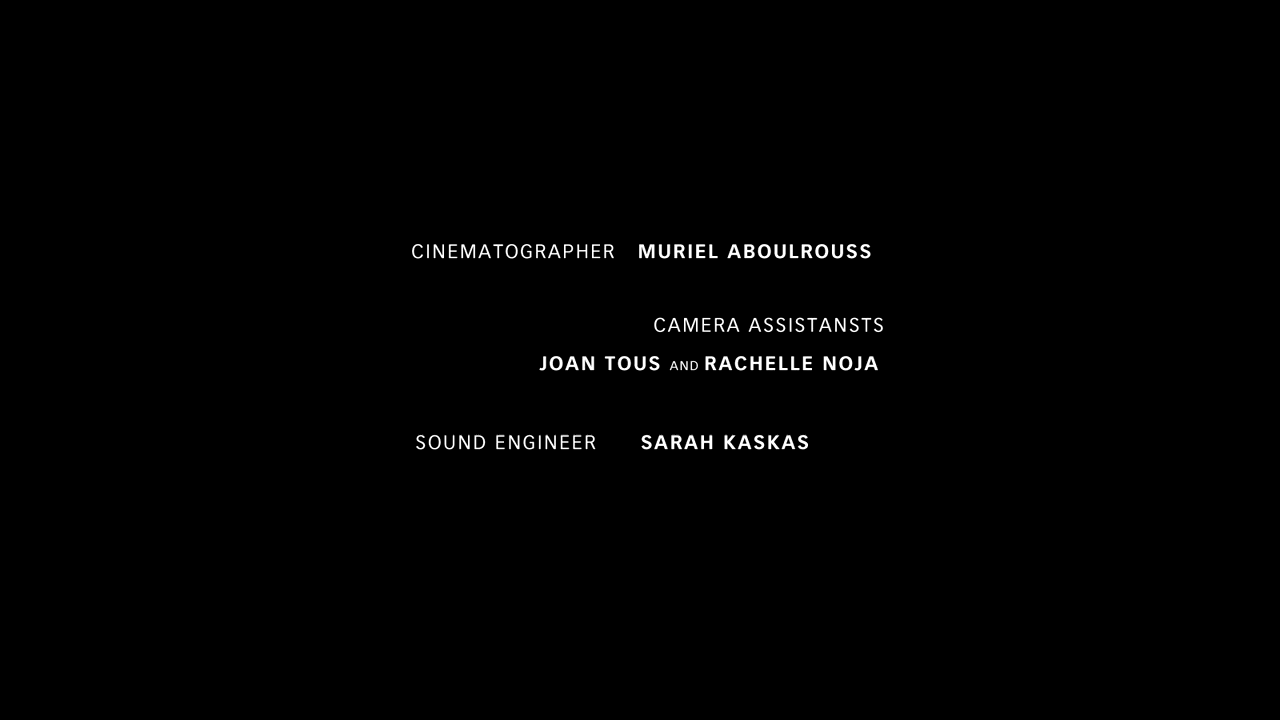 CINEMATOGRAPHER MURIEL ABOULROUSS
CAMERA ASSISTANSTS
JOAN TOUS AND RACHELLE NOJA
SOUND ENGINEER SARAH KASKAS